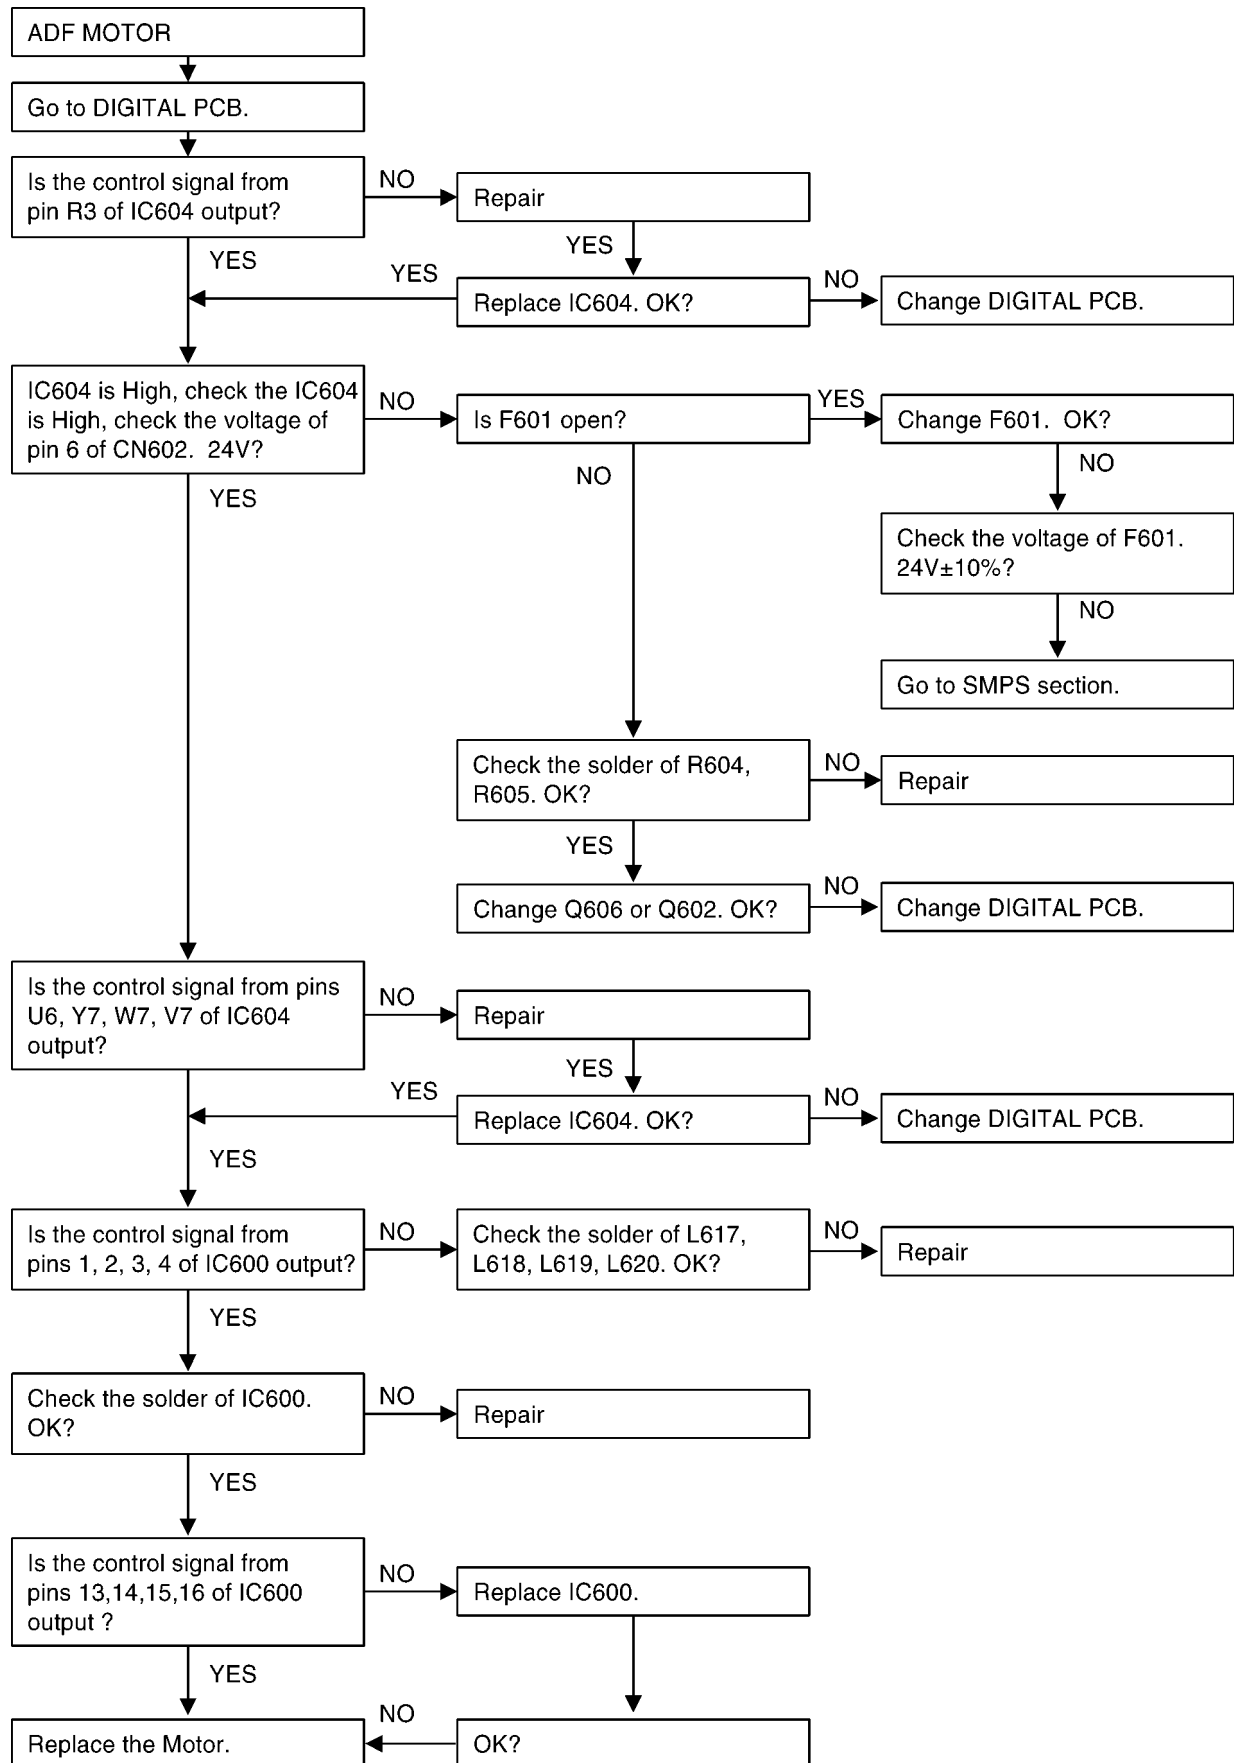 ADF MOTOR
Go to DIGITAL PCB.
Is the control signal from
pin R3 of IC604 output?
NO
Repair
YES
YES
YES
Replace IC604. OK?
NO
Change DIGITAL PCB.
IC604 is High, check the IC604
is High, check the voltage of
pin 6 of CN602.  24V?
NO
Is F601 open?
YES
Change F601.  OK?
YES
NO
NO
Check the voltage of F601.
24V±10%?
NO
Go to SMPS section.
Check the solder of R604,
R605. OK?
NO
Repair
YES
Change Q606 or Q602. OK?
NO
Change DIGITAL PCB.
Is the control signal from pins
U6, Y7, W7, V7 of IC604
output?
NO
Repair
YES
YES
Replace IC604. OK?
NO
Change DIGITAL PCB.
YES
Is the control signal from
pins 1, 2, 3, 4 of IC600 output?
NO
Check the solder of L617,
L618, L619, L620. OK?
NO
Repair
YES
Check the solder of IC600.
OK?
NO
Repair
YES
Is the control signal from
pins 13,14,15,16 of IC600
output ?
NO
Replace IC600.
YES
Replace the Motor.
NO
OK?